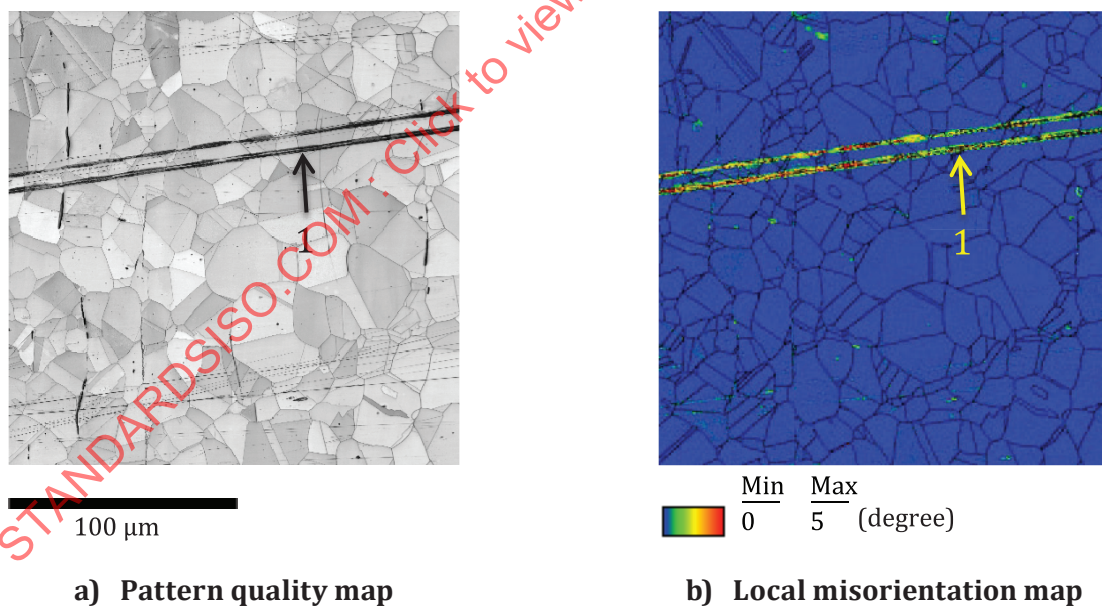 STANDARDSISO.COM : Click to view
1
1
100 µm
Min Max
0 5 (degree)
a) Pattern quality map
b) Local misorientation map